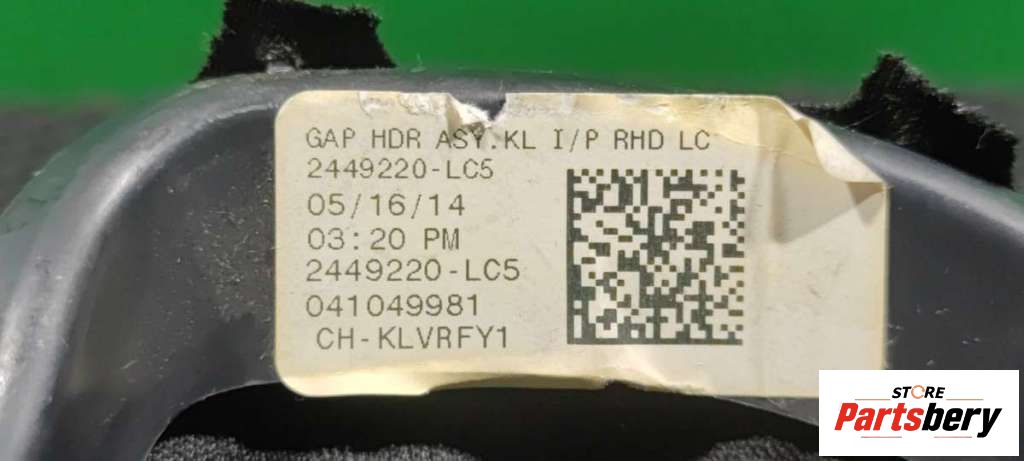 GAP HDR ASY.KL I/P RHD LC
2449220-LC5
05/16/14
03:20 PM
2449220-LC5
041049981
CH-KLVRFY1
STORE
Partsbery